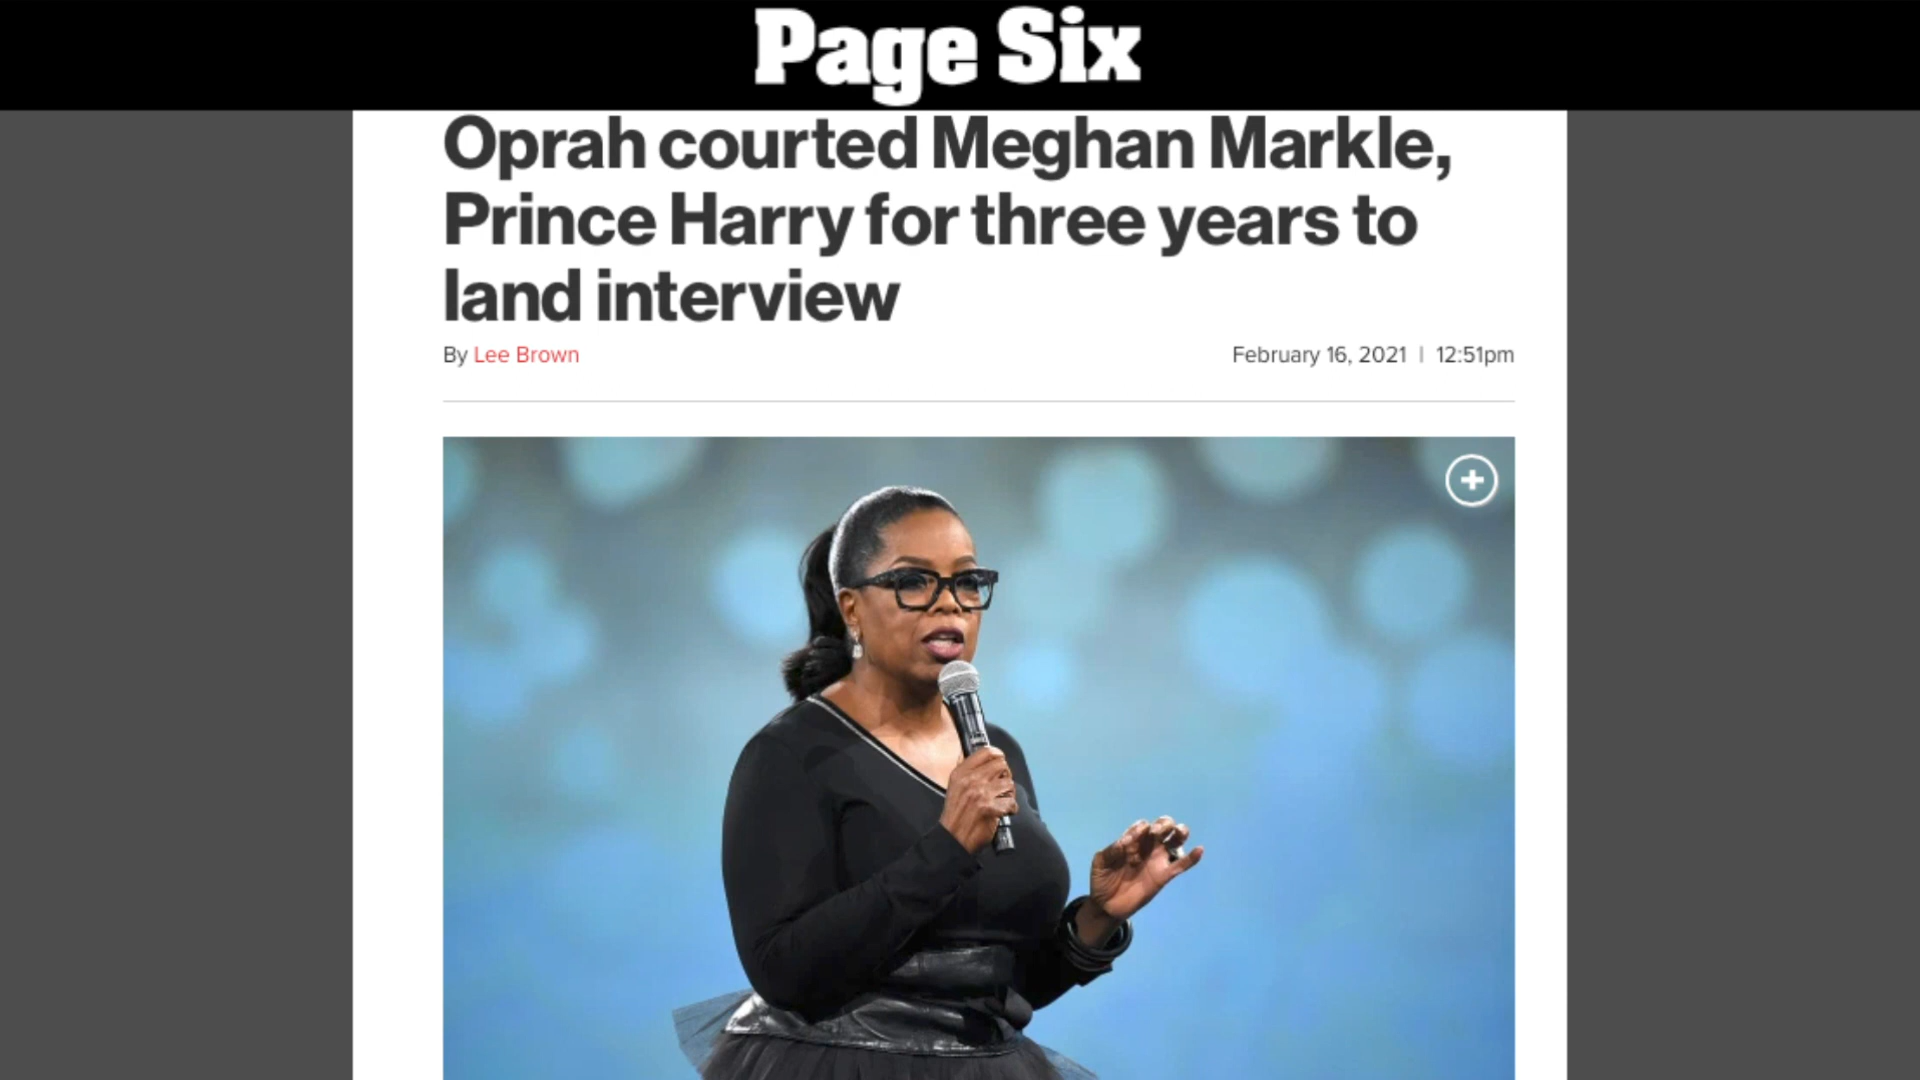 Page Six
Oprah courted Meghan Markle,
Prince Harry for three years to
land interview
By Lee Brown
February 16, 2021 | 12:51pm